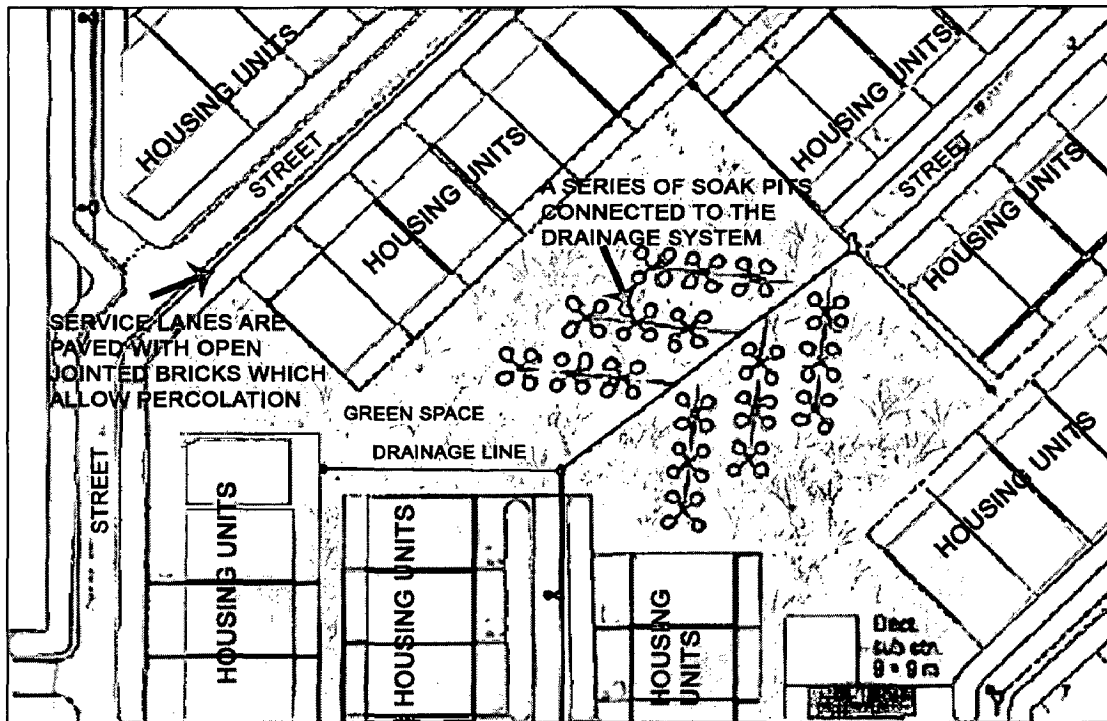 HOUSING UNITS
STREET
HOUSING UNITS
HOUSING UNITS
STREET
HOUSING UNITS
A SERIES OF SOAK PITS
CONNECTED TO THE
DRAINAGE SYSTEM
SERVICE LANES ARE
PAVED WITH OPEN
JOINTED BRICKS WHICH
ALLOW PERCOLATION
GREEN SPACE
DRAINAGE LINE
STREET
HOUSING UNITS
HOUSING UNITS
HOUSING
UNITS
HOUSING UNITS
sub stn.